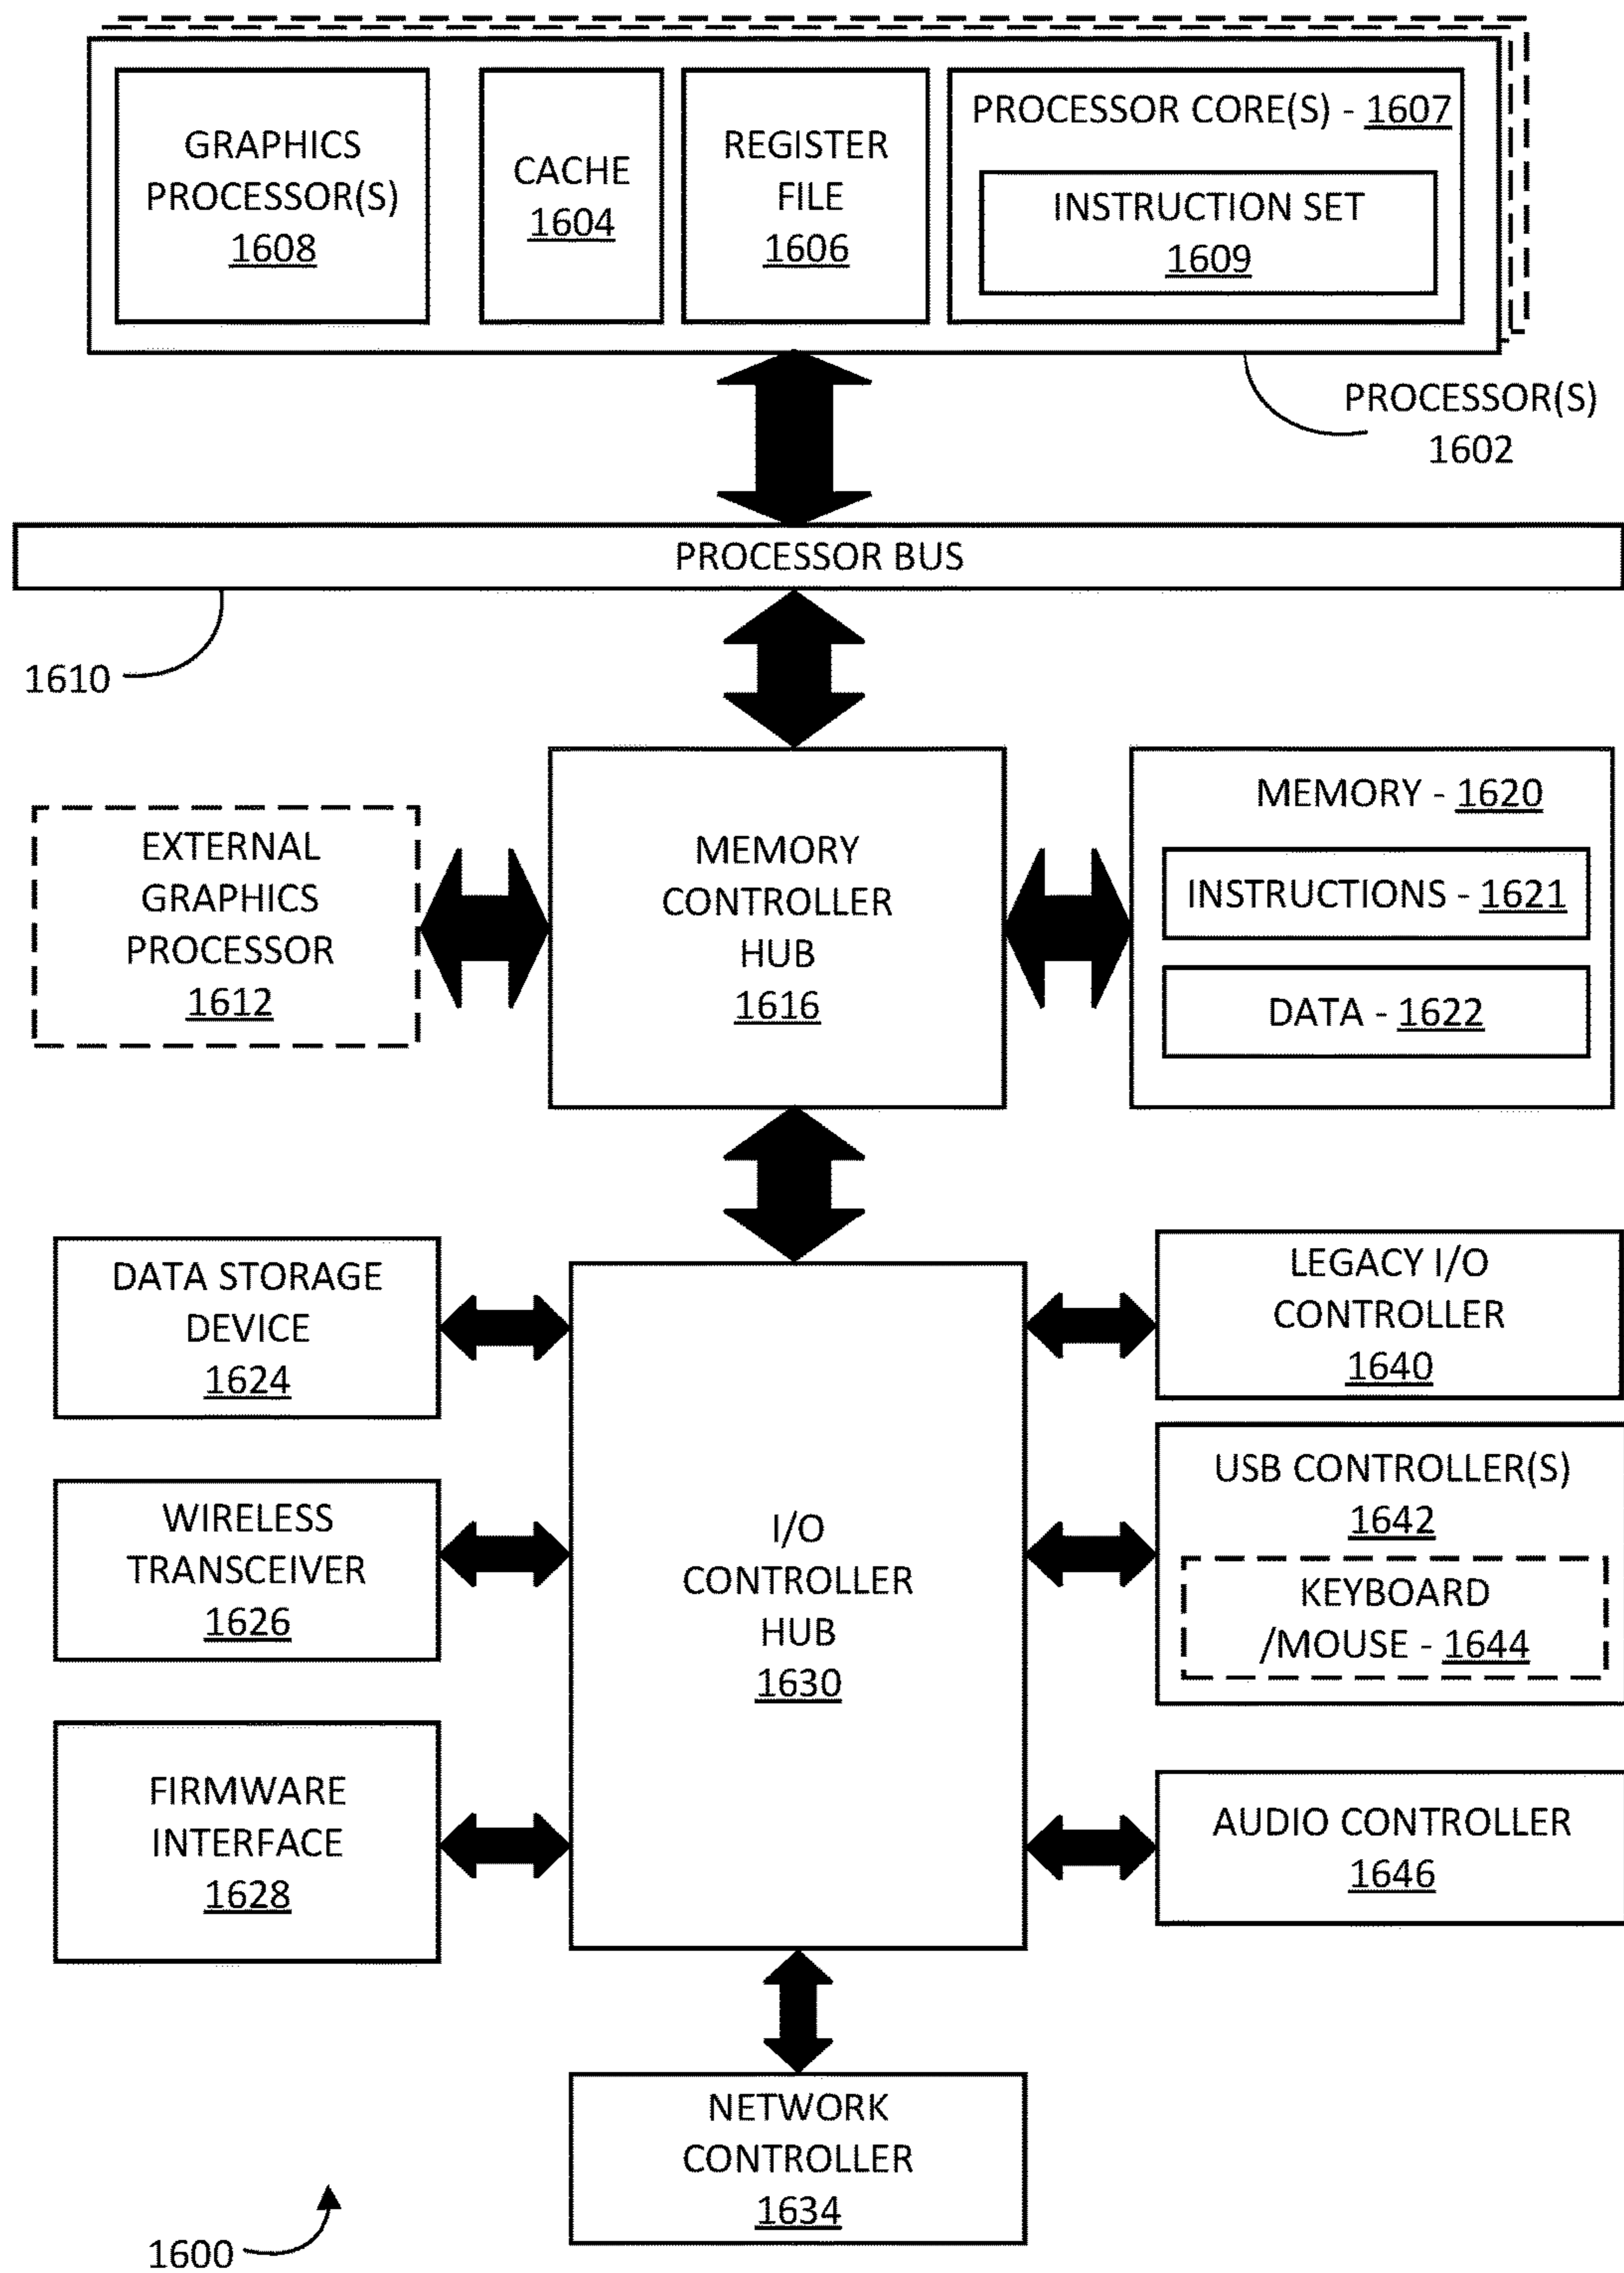 GRAPHICS
PROCESSOR(S)
1608
CACHE
1604
REGISTER
FILE
1606
PROCESSOR CORE(S) - 1607
INSTRUCTION SET
1609
PROCESSOR(S)
1602
PROCESSOR BUS
1610
EXTERNAL
GRAPHICS
PROCESSOR
1612
MEMORY
CONTROLLER
HUB
1616
MEMORY - 1620
INSTRUCTIONS - 1621
DATA - 1622
DATA STORAGE
DEVICE
1624
WIRELESS
TRANSCEIVER
1626
FIRMWARE
INTERFACE
1628
I/O
CONTROLLER
HUB
1630
LEGACY I/O
CONTROLLER
1640
USB CONTROLLER(S)
1642
KEYBOARD
/MOUSE - 1644
AUDIO CONTROLLER
1646
NETWORK
CONTROLLER
1634
1600